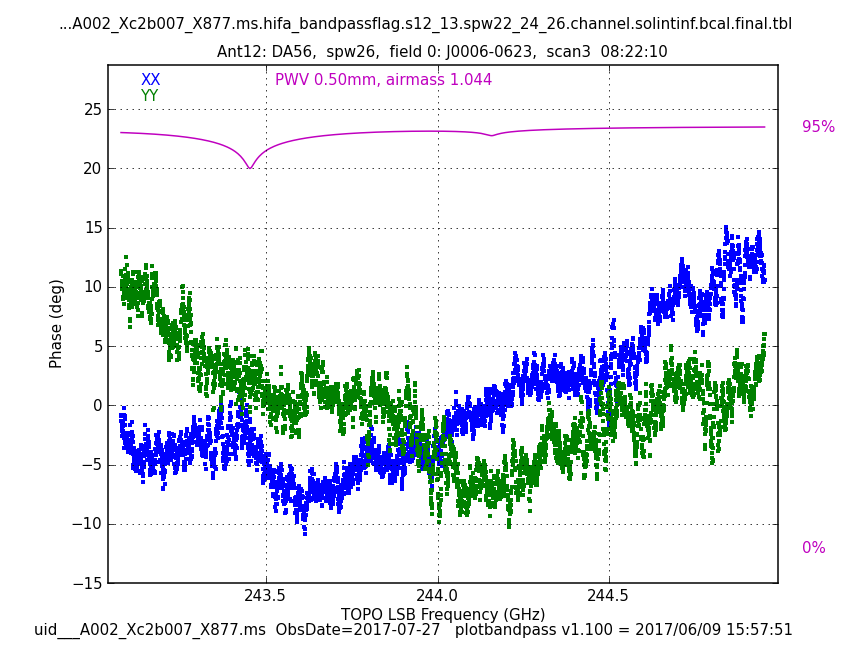 ...A002_Xc2b007_X877.ms.hifa_bandpassflag.s12_13.spw22_24_26.channel.solintinf.bcal.final.tbl
Ant12: DA56,  spw26,  field 0: J0006-0623,  scan3  08:22:10
XX
PWV 0.50mm, airmass 1.044
YY
25
95%
20
15
10
5
0
−5
−10
−15
0%
Phase (deg)
243.5
244.0
244.5
TOPO LSB Frequency (GHz)
uid___A002_Xc2b007_X877.ms  ObsDate=2017-07-27   plotbandpass v1.100 = 2017/06/09 15:57:51